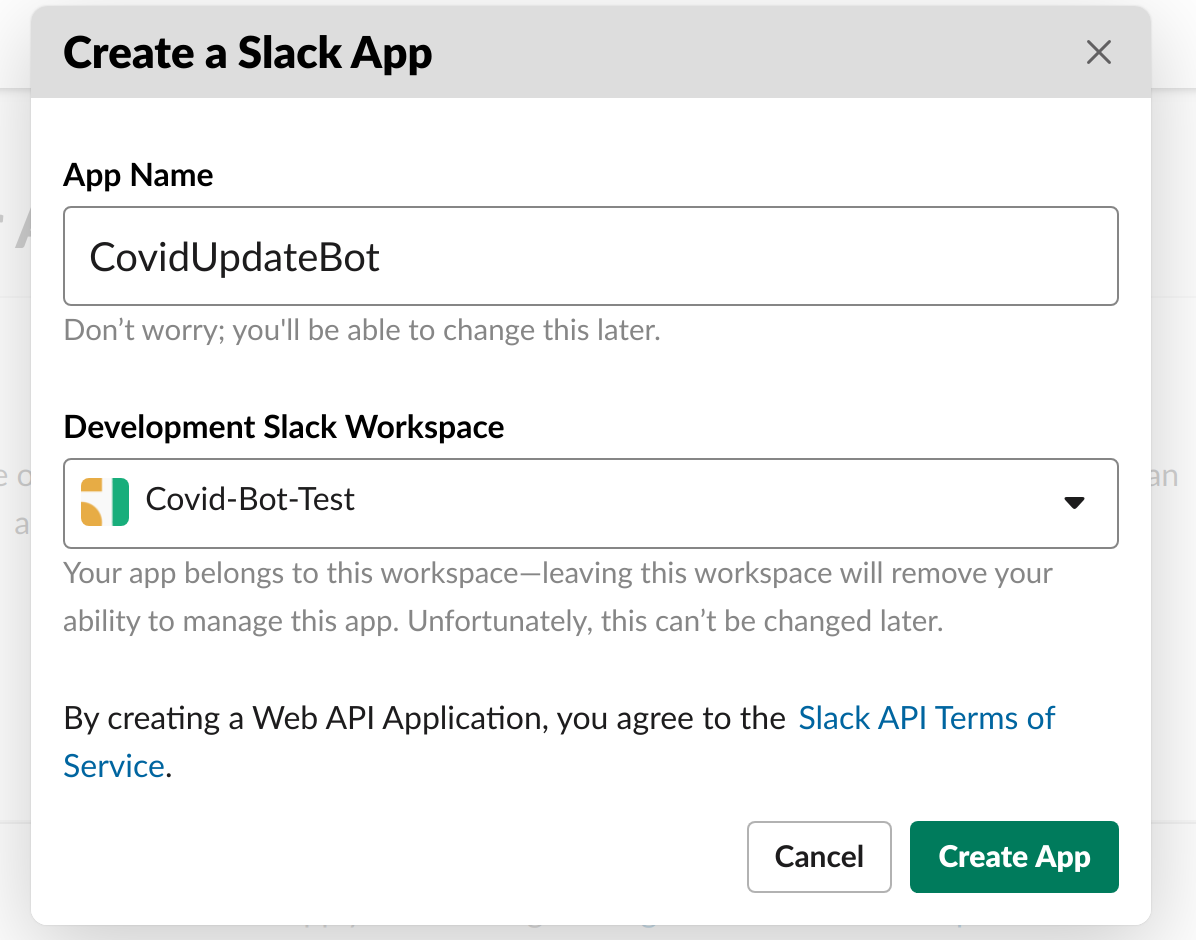 Create a Slack App
App Name
CovidUpdateBot
Don’t worry; you'll be able to change this later.
Development Slack Workspace
Covid-Bot-Test
Your app belongs to this workspace—leaving this workspace will remove your
ability to manage this app. Unfortunately, this can’t be changed later.
By creating a Web API Application, you agree to the Slack API Terms of
Service.
Cancel
Create App